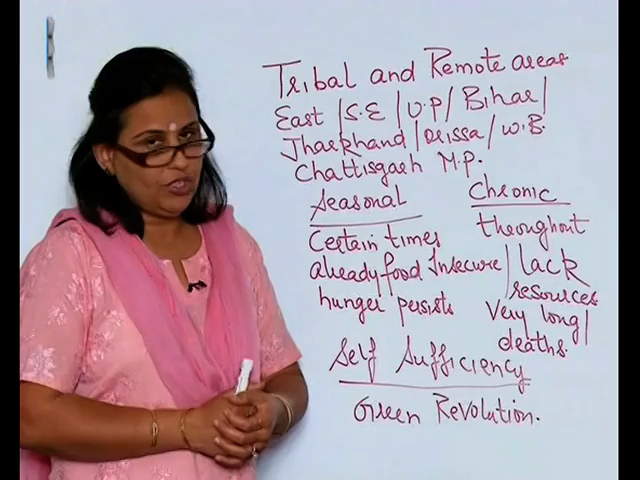 Tribal and Remote areas
East / S.E / U.P / Bihar /
Jharkhand / Orissa / W.B.
Chattisgarh M.P.
Seasonal
Certain times
already food Insecure
hunger persists
Chronic
throughout
lack
resources
Very long /
deaths.
Self Sufficiency
Green Revolution.